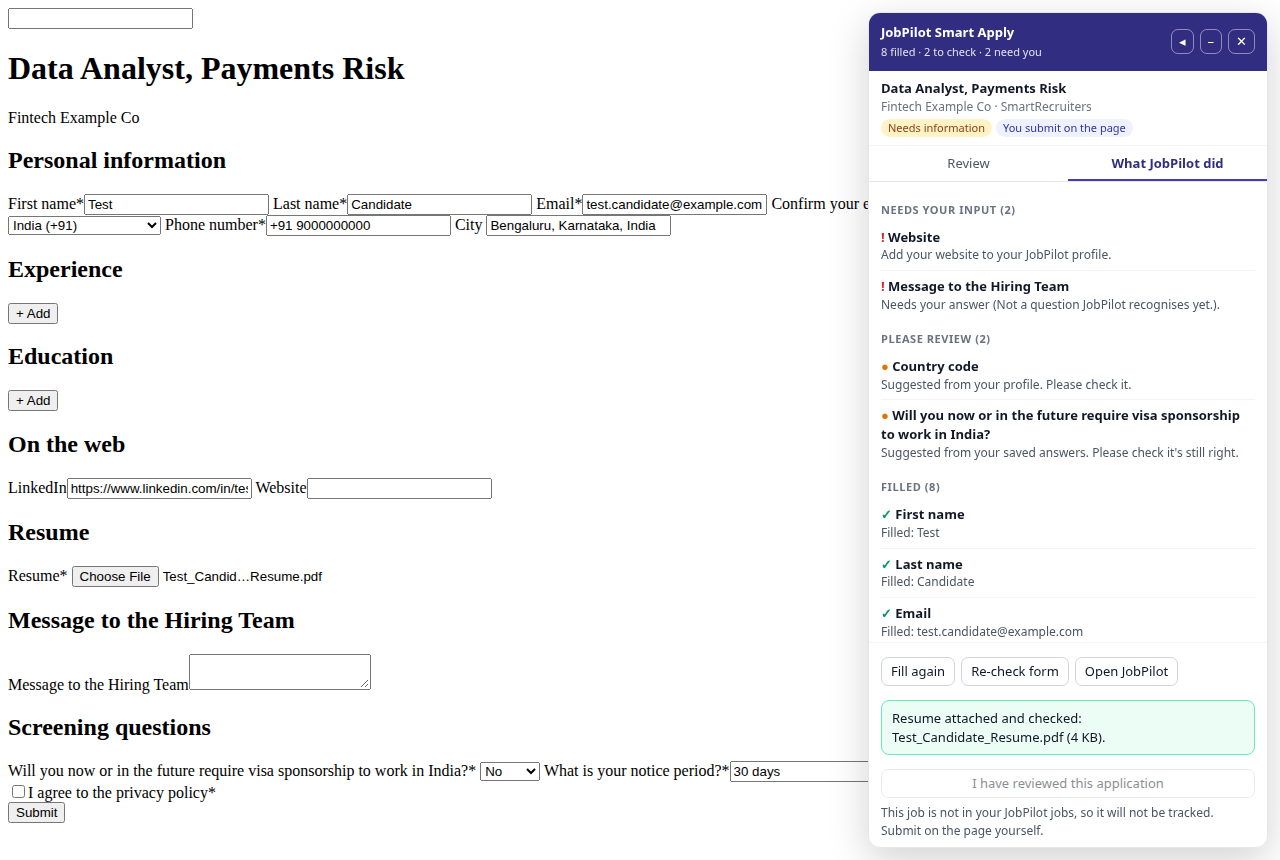 Data Analyst, Payments Risk
Fintech Example Co
Personal information
First name* Test Last name* Candidate Email* test.candidate@example.com Confirm your e
India (+91) Phone number* +91 9000000000 City Bengaluru, Karnataka, India
Experience
+ Add
Education
+ Add
On the web
LinkedIn https://www.linkedin.com/in/tes Website
Resume
Resume* Choose File Test_Candid…Resume.pdf
Message to the Hiring Team
Message to the Hiring Team
Screening questions
Will you now or in the future require visa sponsorship to work in India?* No What is your notice period?* 30 days
I agree to the privacy policy*
Submit
JobPilot Smart Apply
8 filled · 2 to check · 2 need you
◂ – ✕
Data Analyst, Payments Risk
Fintech Example Co · SmartRecruiters
Needs information You submit on the page
Review What JobPilot did
NEEDS YOUR INPUT (2)
! Website
Add your website to your JobPilot profile.
! Message to the Hiring Team
Needs your answer (Not a question JobPilot recognises yet.).
PLEASE REVIEW (2)
● Country code
Suggested from your profile. Please check it.
● Will you now or in the future require visa sponsorship
to work in India?
Suggested from your saved answers. Please check it's still right.
FILLED (8)
✓ First name
Filled: Test
✓ Last name
Filled: Candidate
✓ Email
Filled: test.candidate@example.com
Fill again Re-check form Open JobPilot
Resume attached and checked:
Test_Candidate_Resume.pdf (4 KB).
I have reviewed this application
This job is not in your JobPilot jobs, so it will not be tracked.
Submit on the page yourself.